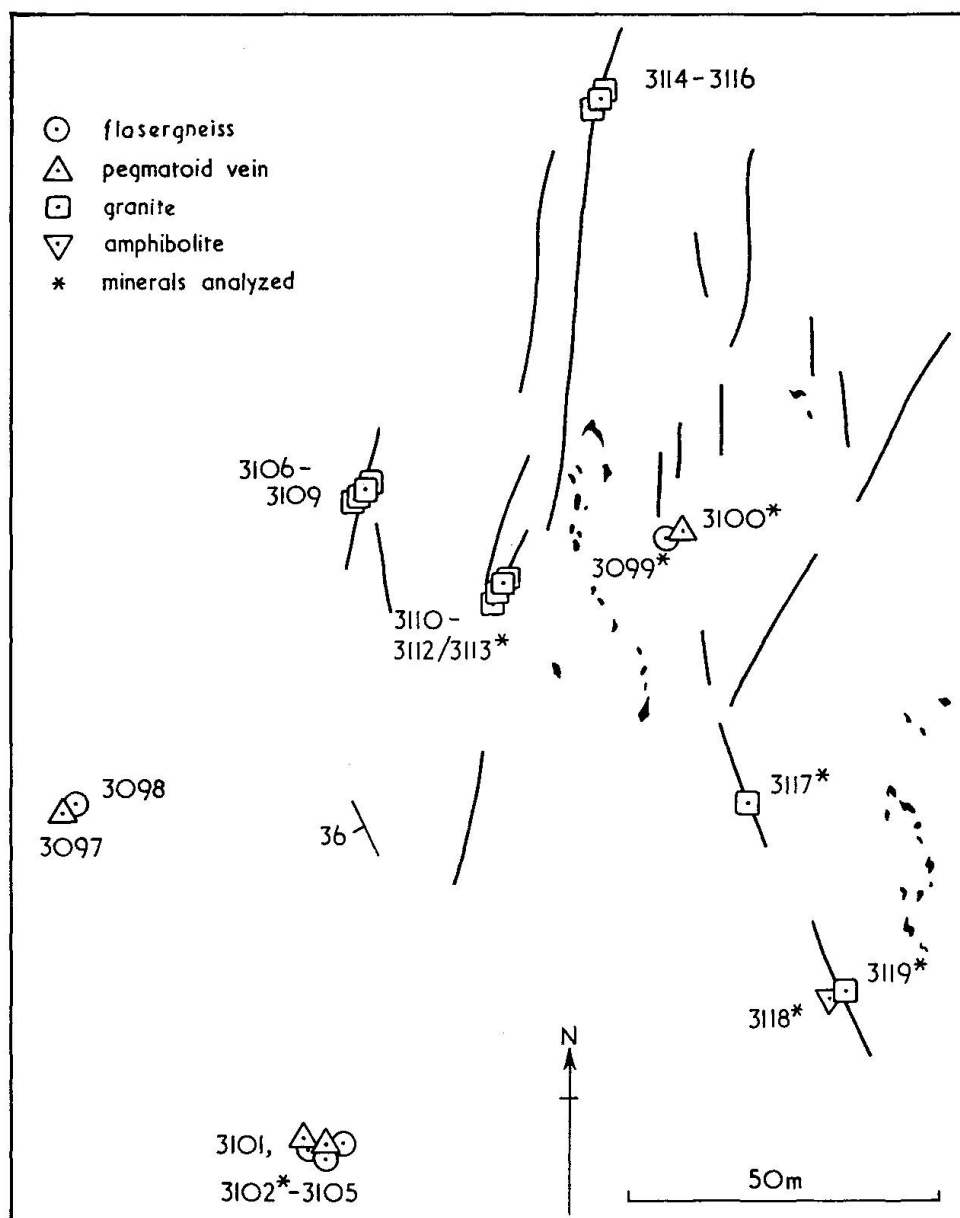 flasergneiss
pegmatoid vein
granite
amphibolite
* minerals analyzed
3114-3116
3106-
3109
3100*
3099*
3110-
3112/3113*
3098
3097
36
3117*
3119*
3118*
N
3101,
3102*-3105
50m